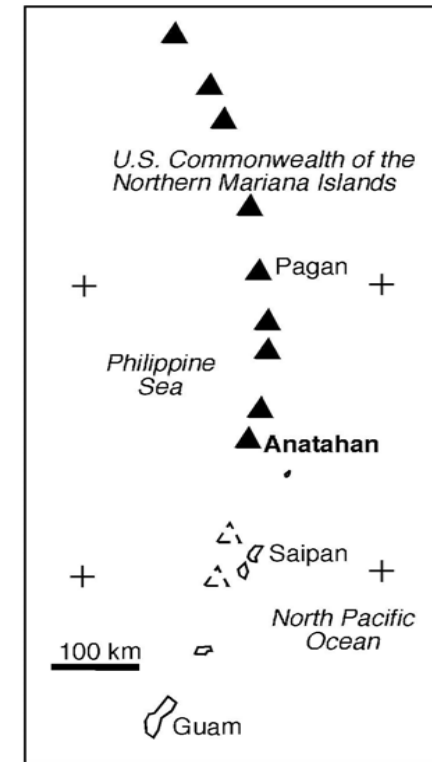 U.S. Commonwealth of the
Northern Mariana Islands
Pagan
Philippine
Sea
Anatahan
Saipan
North Pacific
Ocean
100 km
Guam